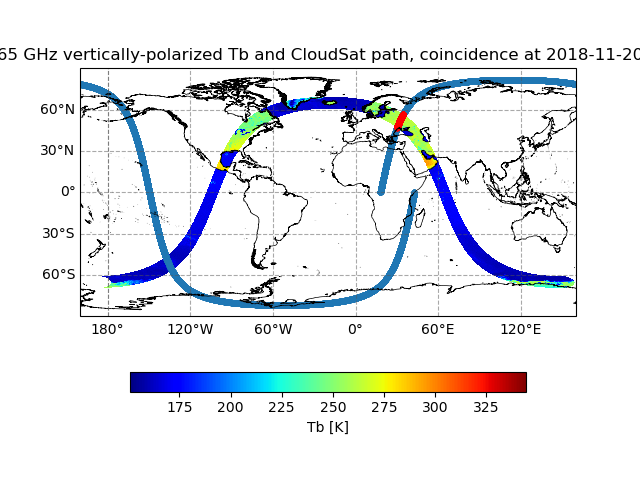 65 GHz vertically-polarized Tb and CloudSat path, coincidence at 2018-11-20
60°N
30°N
0°
30°S
60°S
180° 120°W 60°W 0° 60°E 120°E
175 200 225 250 275 300 325
Tb [K]